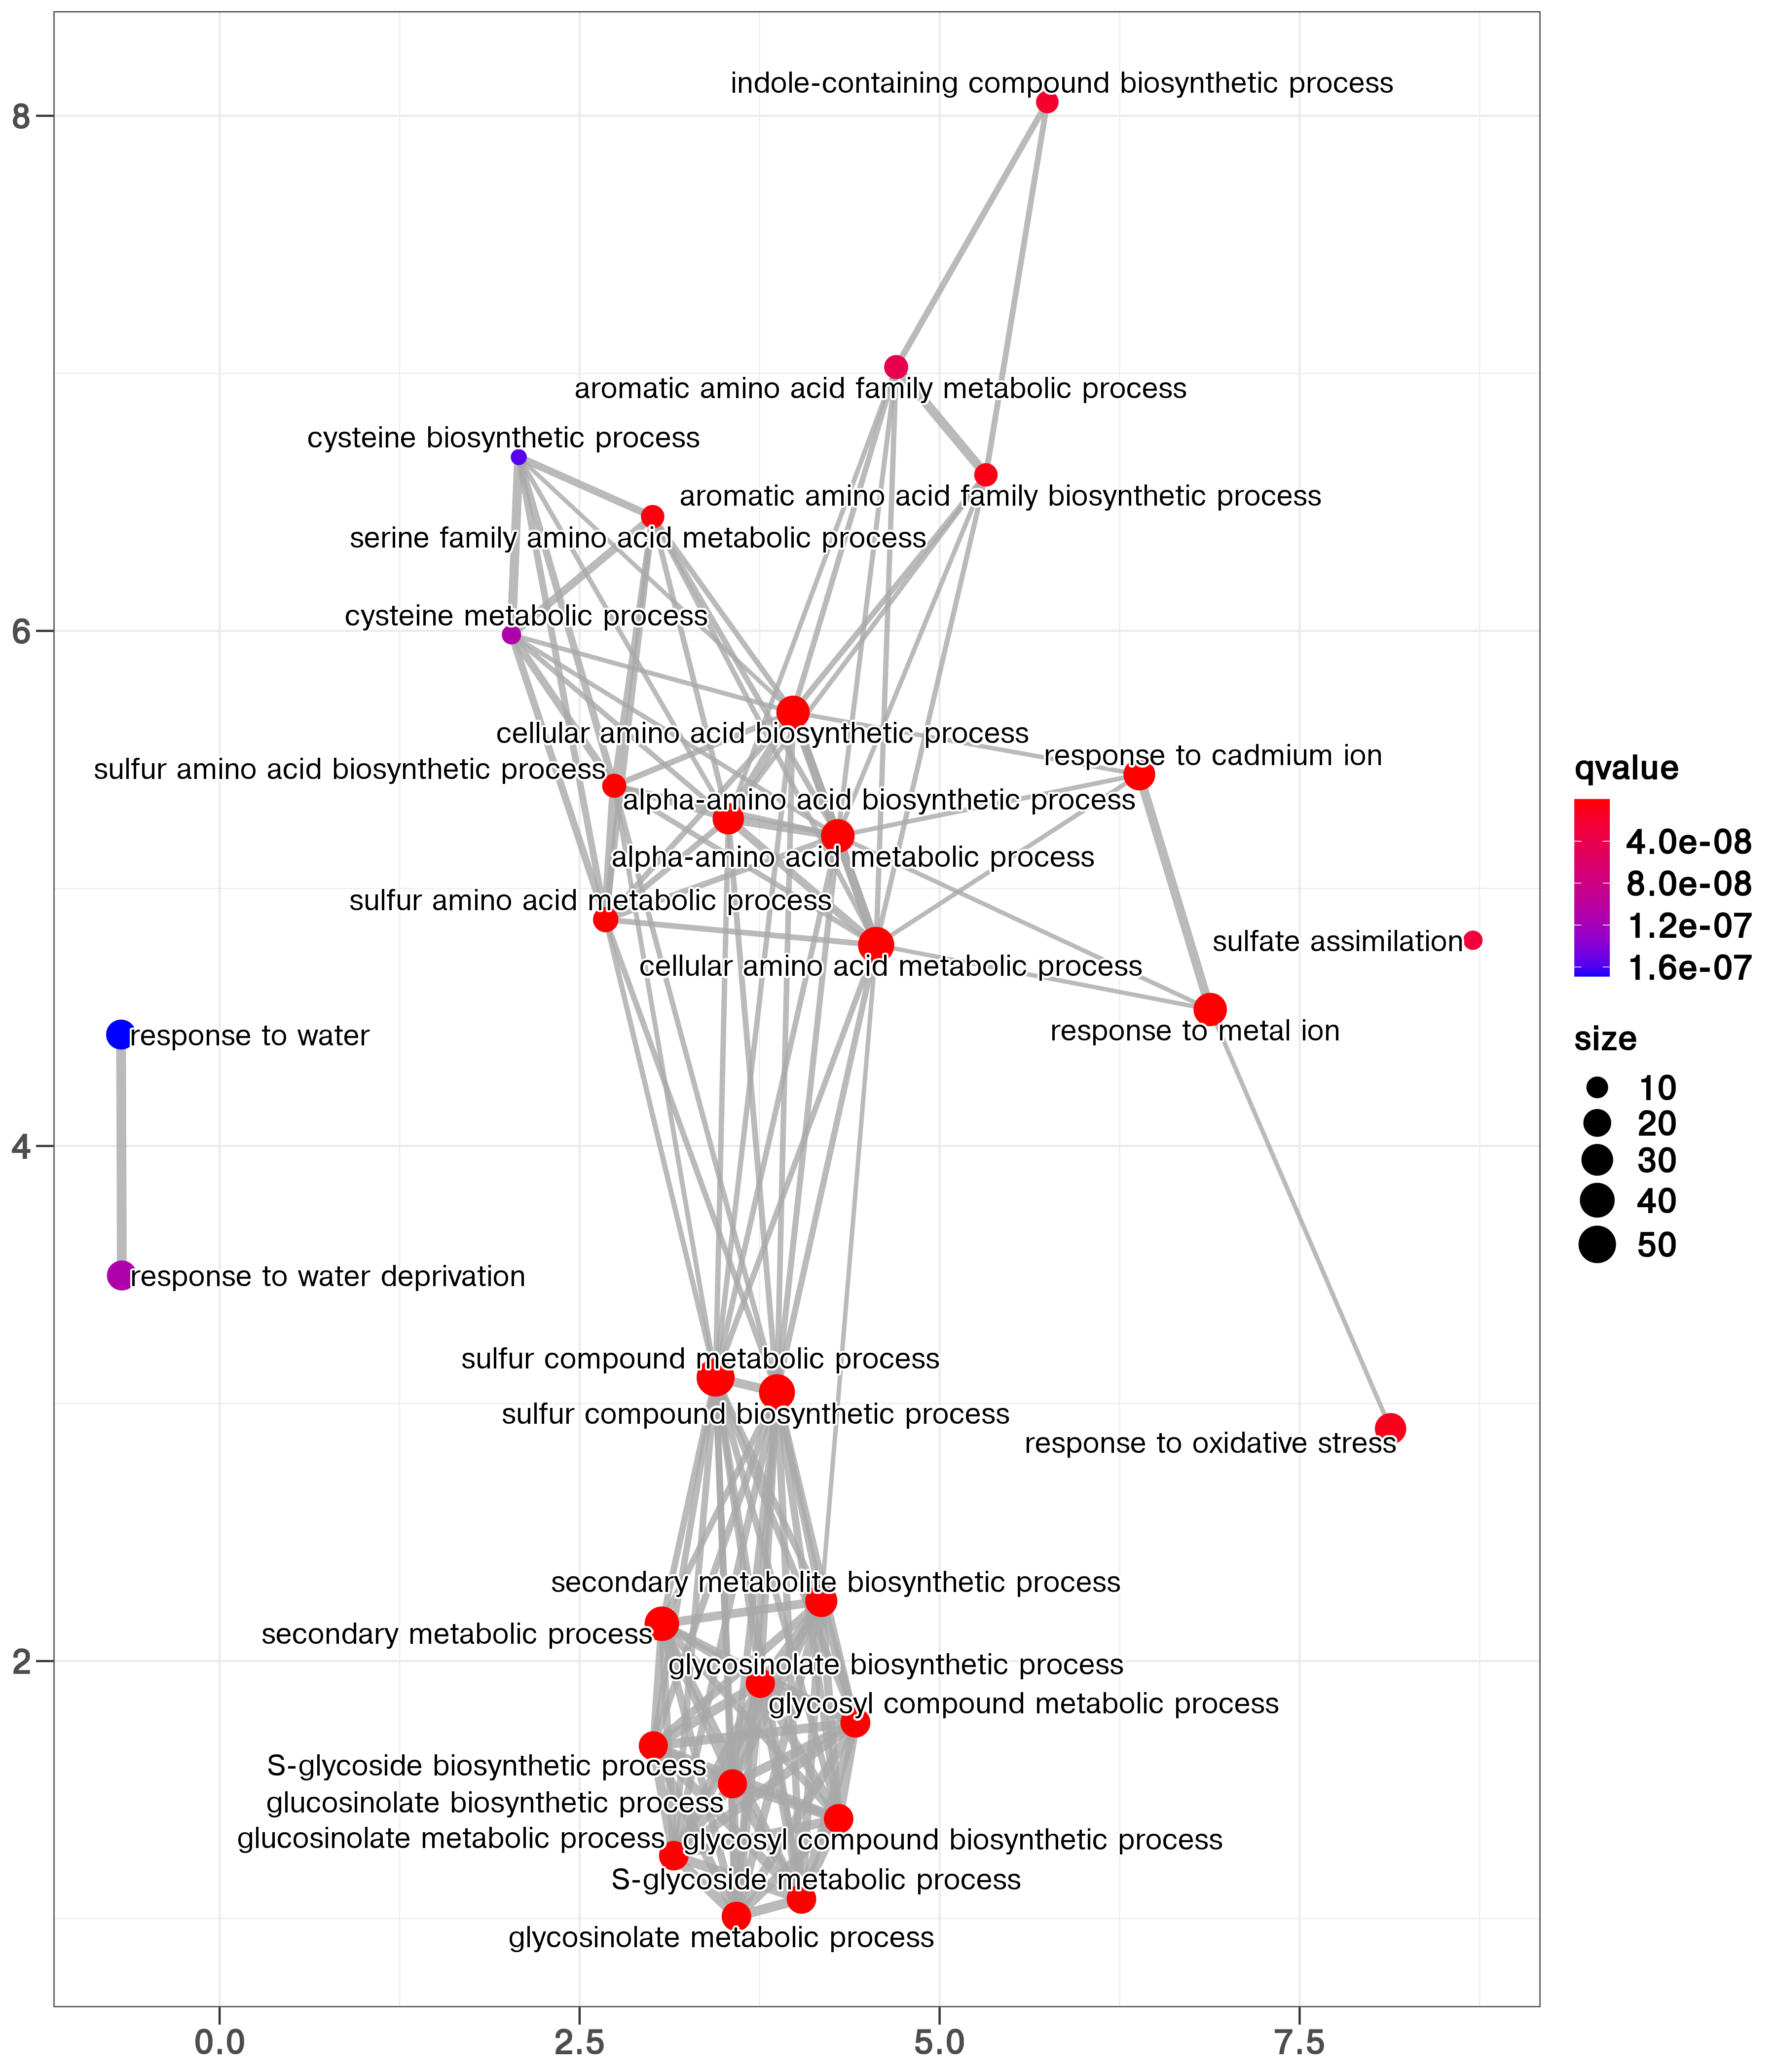 8
indole-containing compound biosynthetic process
aromatic amino acid family metabolic process
cysteine biosynthetic process
aromatic amino acid family biosynthetic process
serine family amino acid metabolic process
cysteine metabolic process
6
cellular amino acid biosynthetic process
response to cadmium ion
sulfur amino acid biosynthetic process
alpha-amino acid biosynthetic process
alpha-amino acid metabolic process
sulfur amino acid metabolic process
sulfate assimilation
cellular amino acid metabolic process
response to metal ion
response to water
4
response to water deprivation
sulfur compound metabolic process
sulfur compound biosynthetic process
response to oxidative stress
secondary metabolite biosynthetic process
secondary metabolic process
2
glycosinolate biosynthetic process
glycosyl compound metabolic process
S-glycoside biosynthetic process
glucosinolate biosynthetic process
glucosinolate metabolic process
glycosyl compound biosynthetic process
S-glycoside metabolic process
glycosinolate metabolic process
0.0
2.5
5.0
7.5
qvalue
4.0e-08
8.0e-08
1.2e-07
1.6e-07
size
10
20
30
40
50